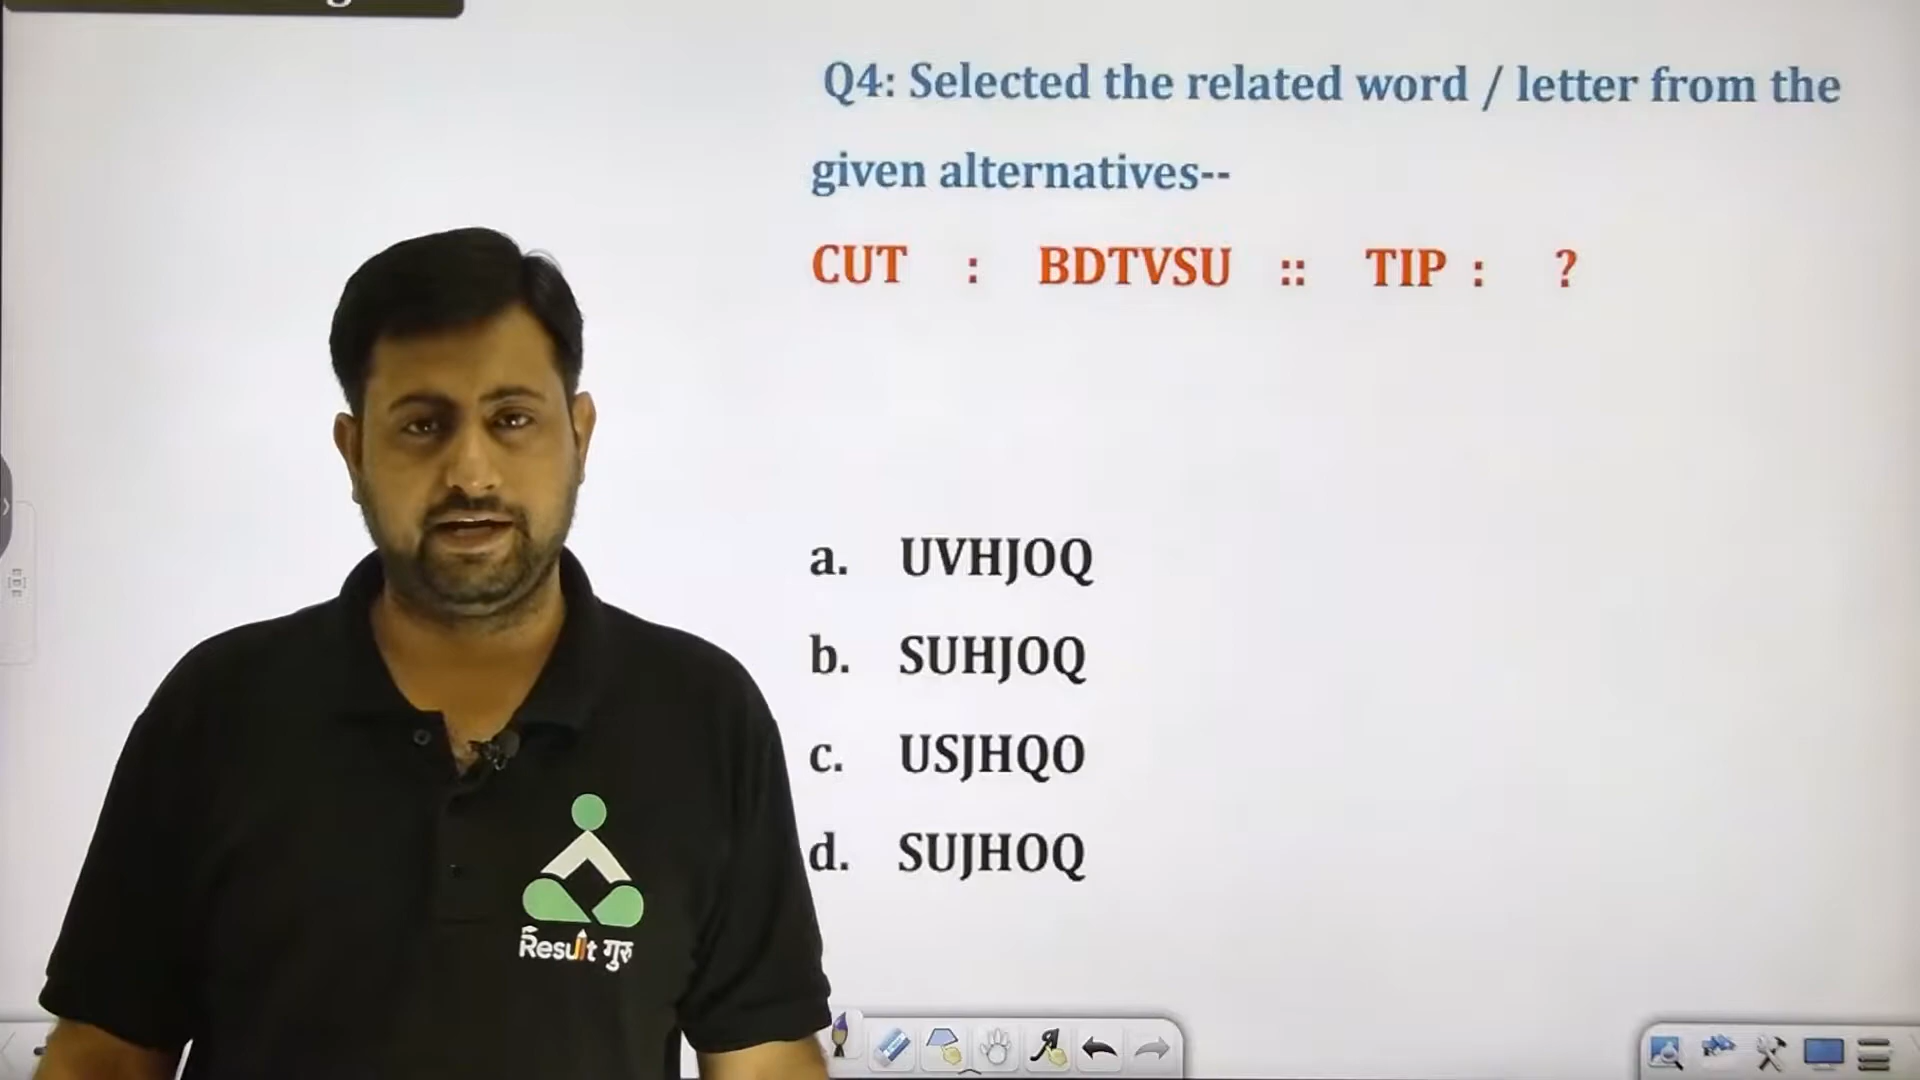 Q4: Selected the related word / letter from the
given alternatives--
CUT : BDTVSU :: TIP : ?
a. UVHJOQ
b. SUHJOQ
c. USJHQO
d. SUJHOQ
Result गुरु